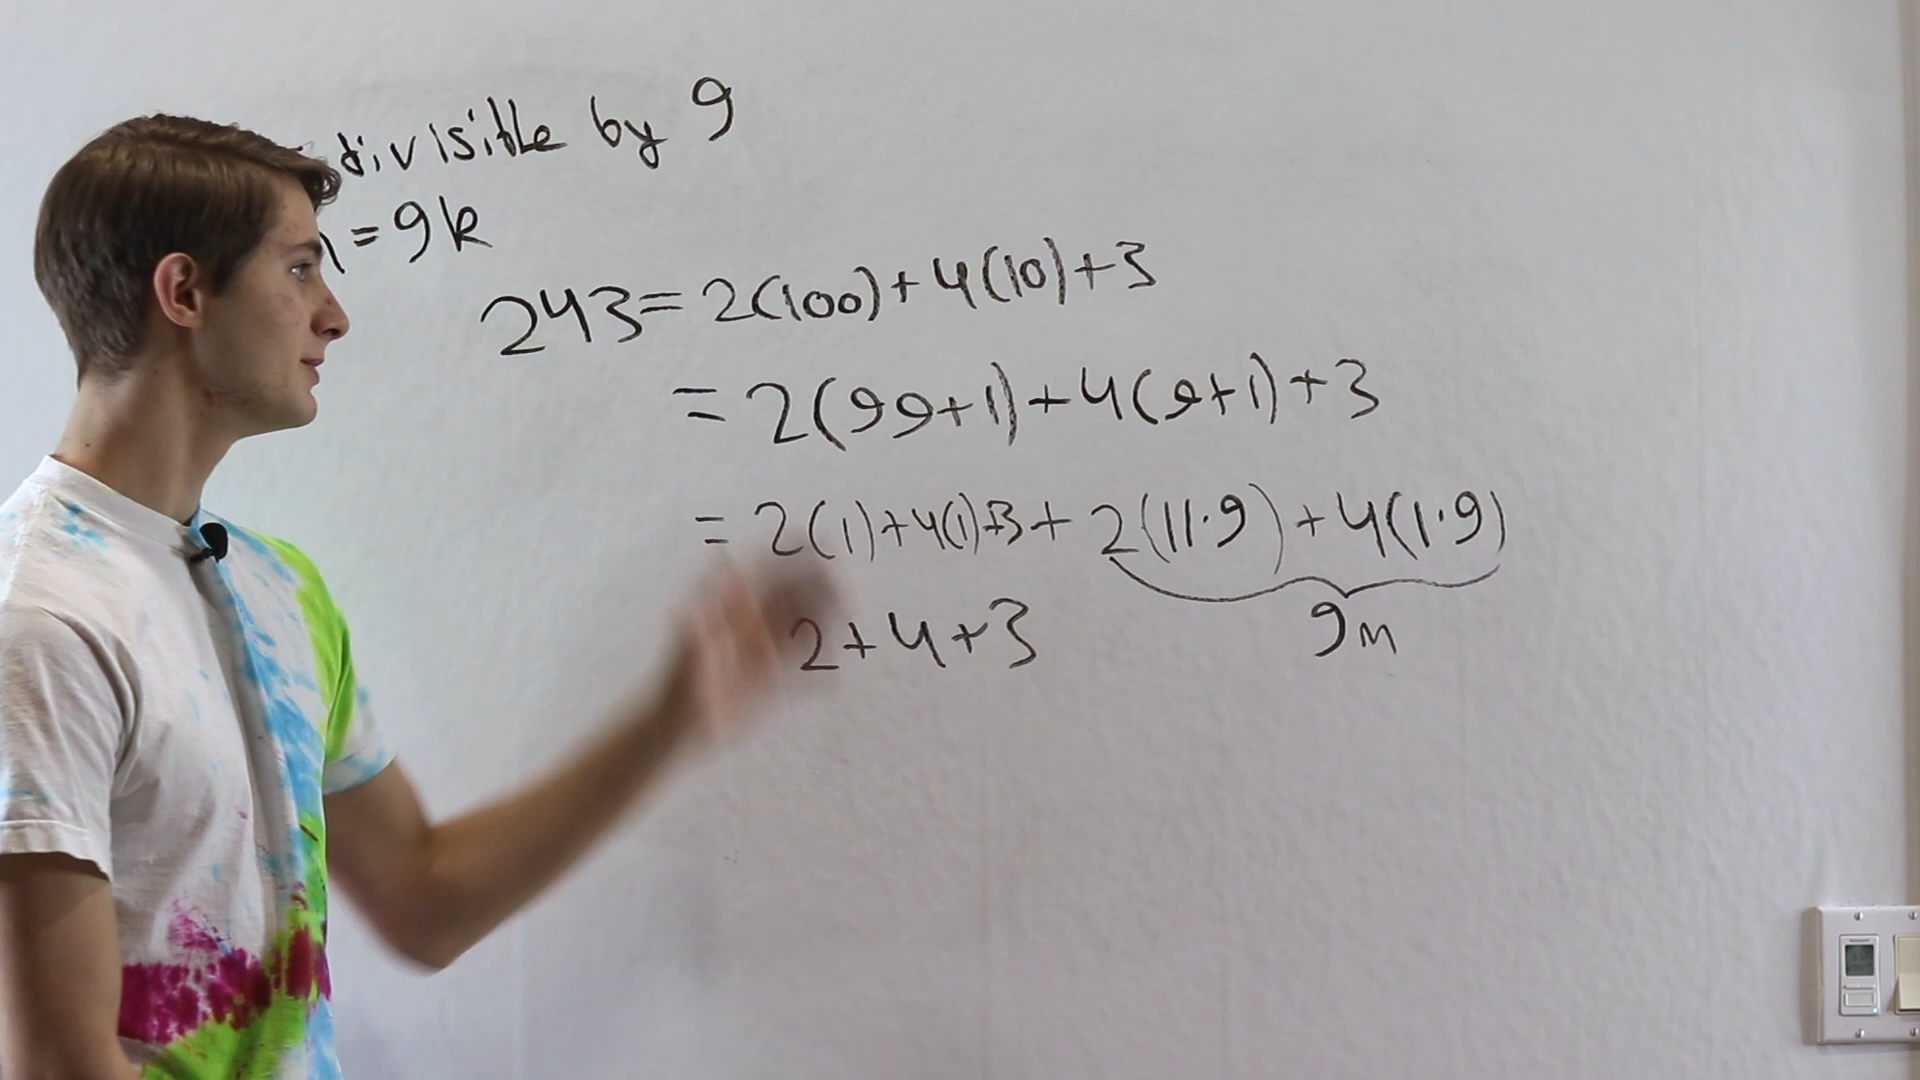 divisible by 9
=9k
243=2(100)+4(10)+3
=2(99+1)+4(9+1)+3
=2(1)+4(1)+3+2(11·9)+4(1·9)
2+4+3 9m